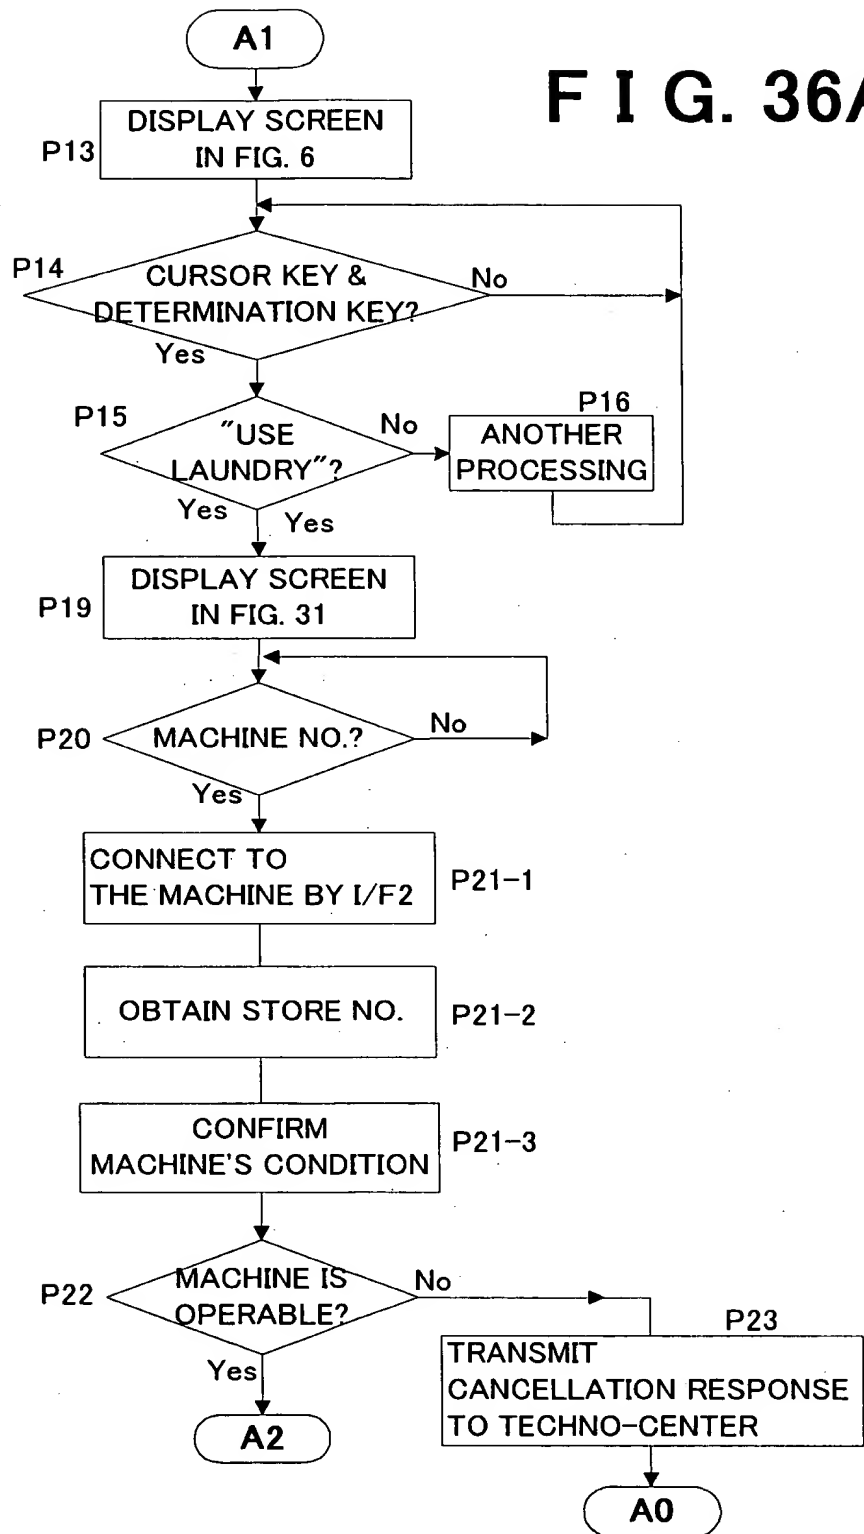 A1
F I G. 36A
DISPLAY SCREEN
IN FIG. 6
P13
P14
CURSOR KEY &
DETERMINATION KEY?
No
Yes
P15
"USE
LAUNDRY"?
No
P16
ANOTHER
PROCESSING
Yes
Yes
DISPLAY SCREEN
IN FIG. 31
P19
P20
MACHINE NO.?
No
Yes
CONNECT TO
THE MACHINE BY I/F2
P21-1
OBTAIN STORE NO.
P21-2
CONFIRM
MACHINE'S CONDITION
P21-3
P22
MACHINE IS
OPERABLE?
No
Yes
P23
TRANSMIT
CANCELLATION RESPONSE
TO TECHNO-CENTER
A2
A0